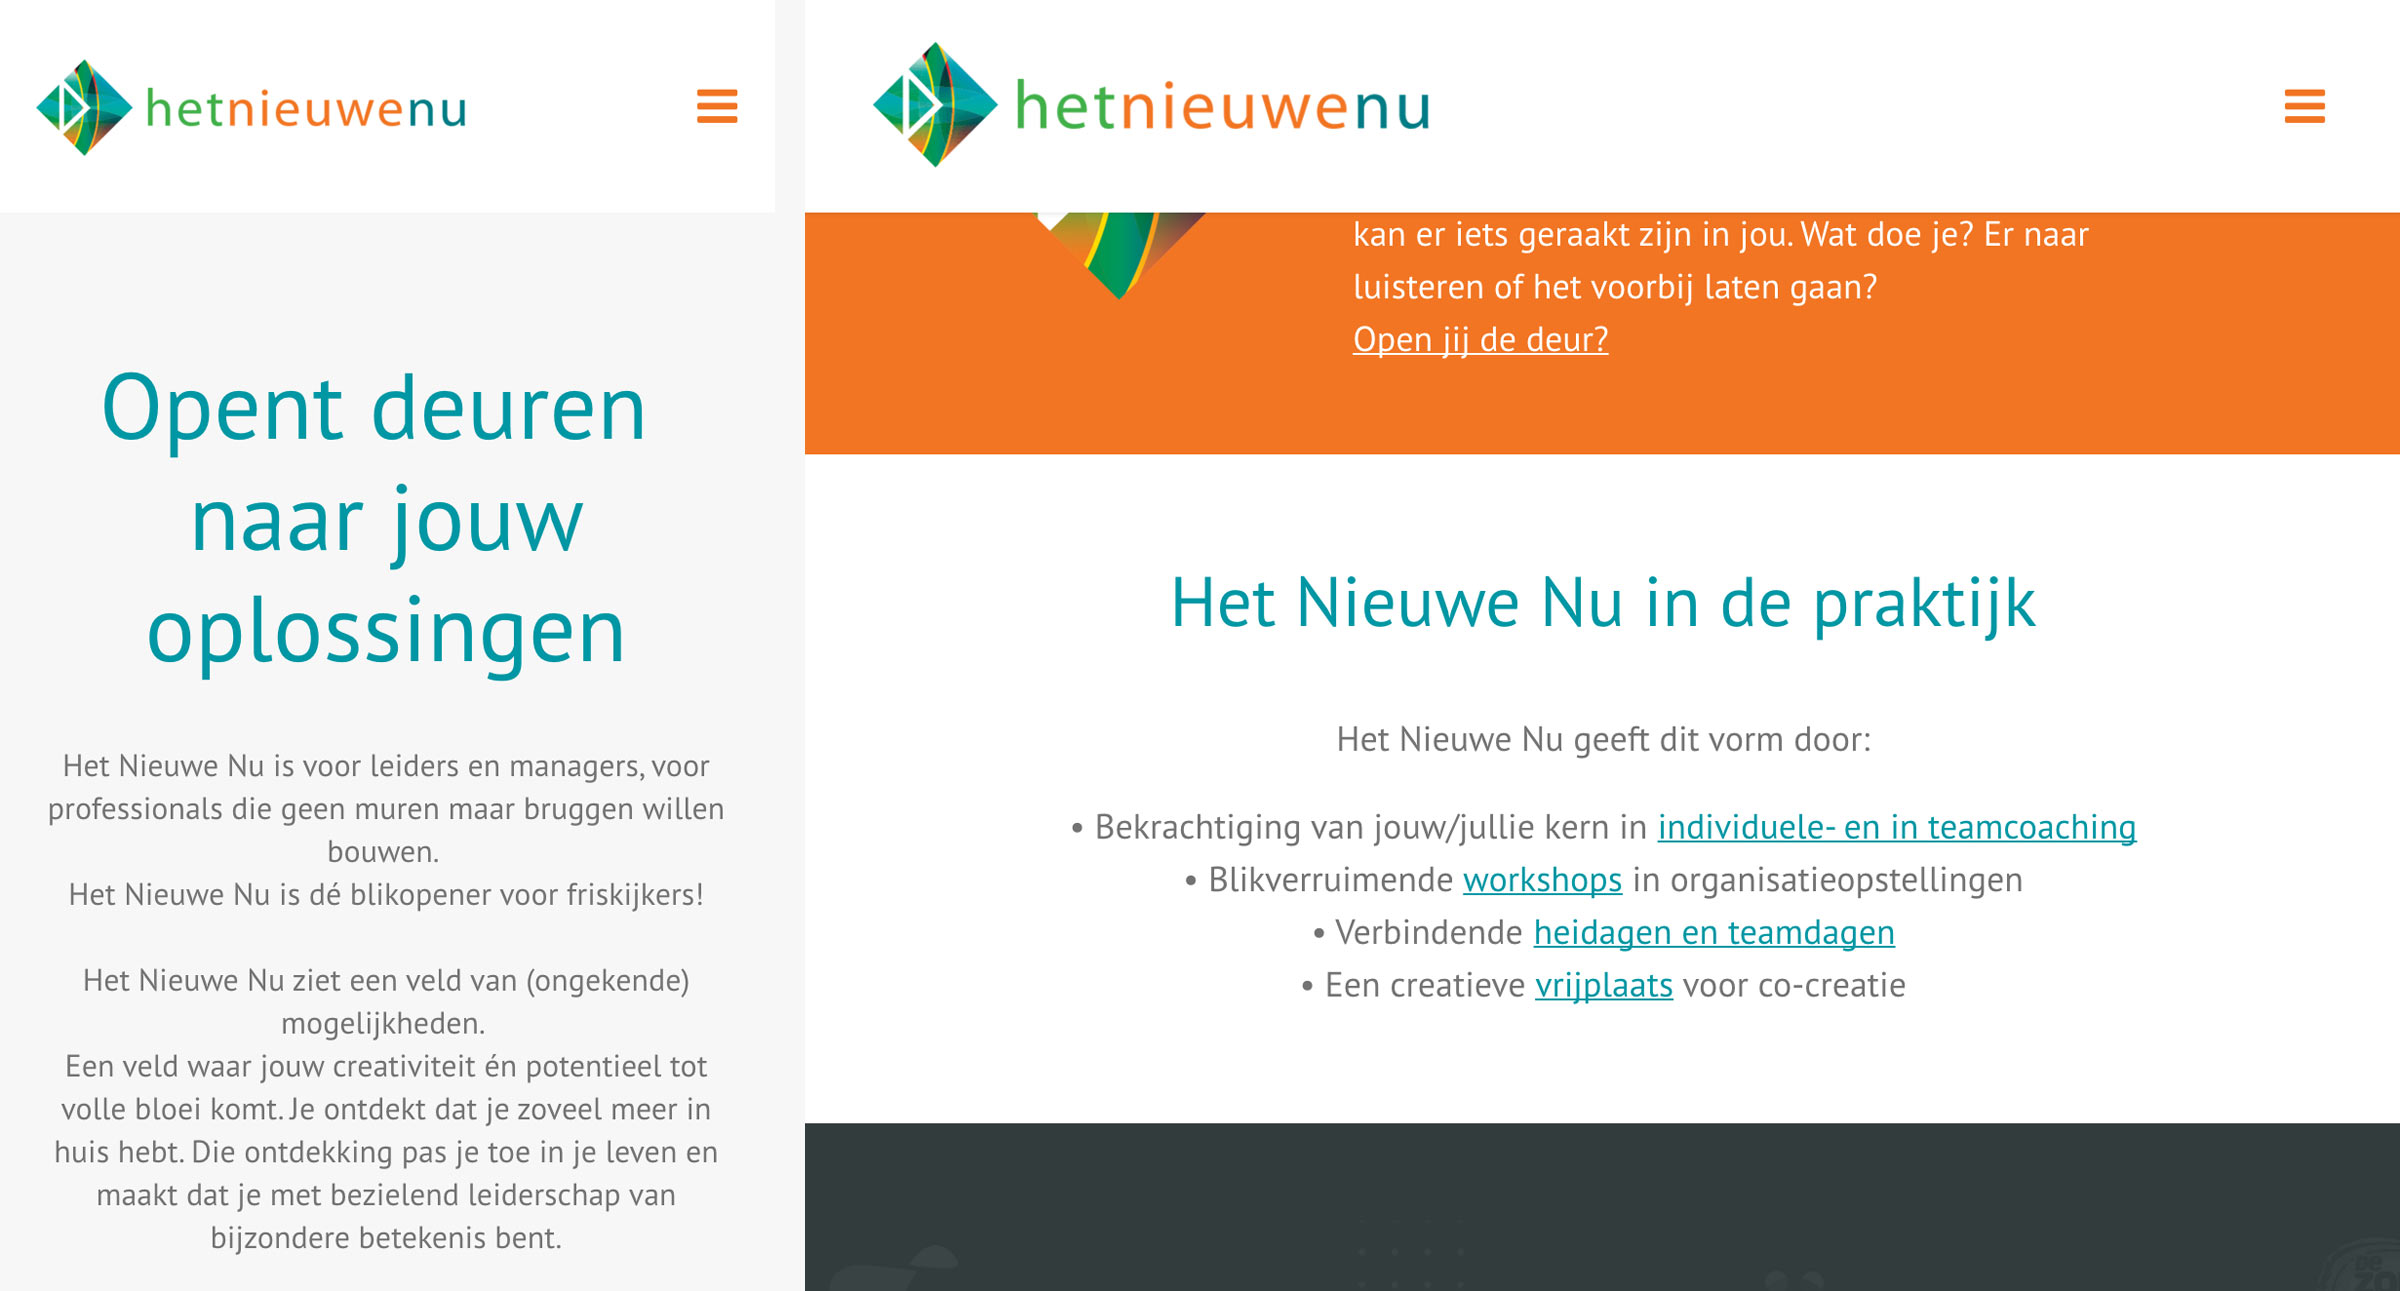 hetnieuwenu
Opent deuren
naar jouw
oplossingen
Het Nieuwe Nu is voor leiders en managers, voor
professionals die geen muren maar bruggen willen
bouwen.
Het Nieuwe Nu is dé blikopener voor friskijkers!
Het Nieuwe Nu ziet een veld van (ongekende)
mogelijkheden.
Een veld waar jouw creativiteit én potentieel tot
volle bloei komt. Je ontdekt dat je zoveel meer in
huis hebt. Die ontdekking pas je toe in je leven en
maakt dat je met bezielend leiderschap van
bijzondere betekenis bent.
hetnieuwenu
kan er iets geraakt zijn in jou. Wat doe je? Er naar
luisteren of het voorbij laten gaan?
Open jij de deur?
Het Nieuwe Nu in de praktijk
Het Nieuwe Nu geeft dit vorm door:
• Bekrachtiging van jouw/jullie kern in individuele- en in teamcoaching
• Blikverruimende workshops in organisatieopstellingen
• Verbindende heidagen en teamdagen
• Een creatieve vrijplaats voor co-creatie